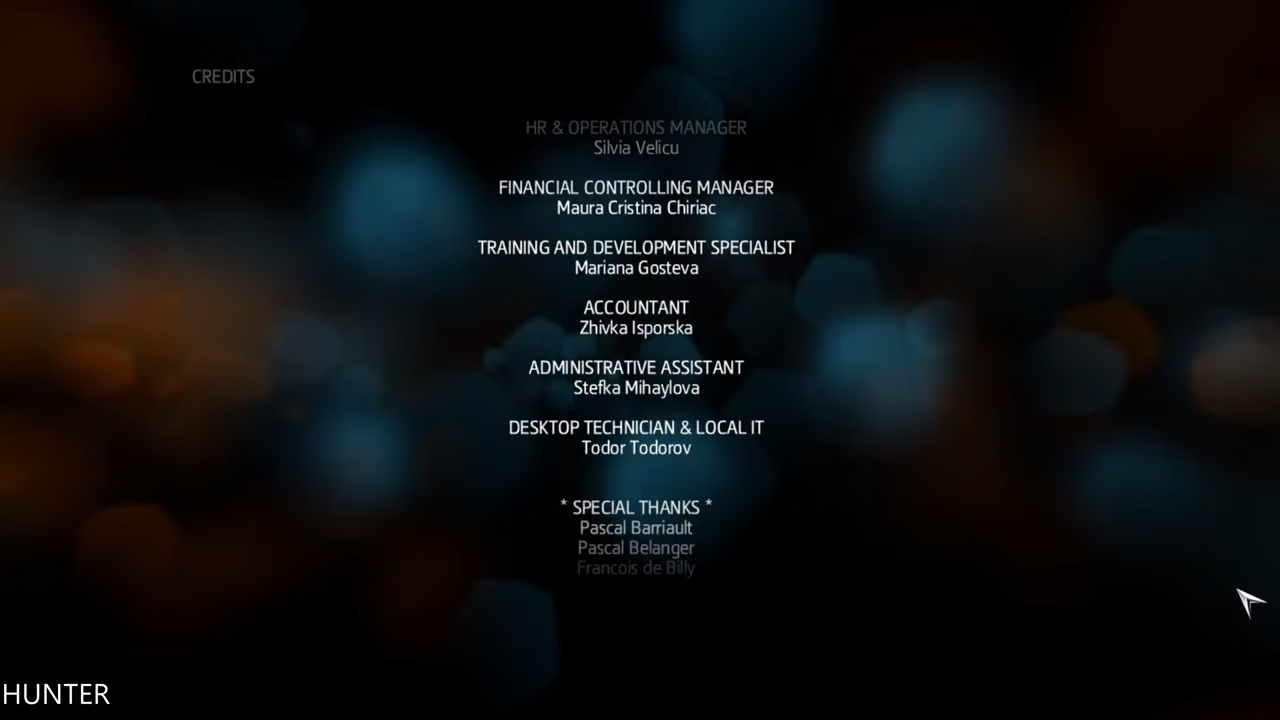 CREDITS
HR & OPERATIONS MANAGER
Silvia Velicu
FINANCIAL CONTROLLING MANAGER
Maura Cristina Chiriac
TRAINING AND DEVELOPMENT SPECIALIST
Mariana Gosteva
ACCOUNTANT
Zhivka Isporska
ADMINISTRATIVE ASSISTANT
Stefka Mihaylova
DESKTOP TECHNICIAN & LOCAL IT
Todor Todorov
* SPECIAL THANKS *
Pascal Barriault
Pascal Belanger
Francois de Billy
HUNTER